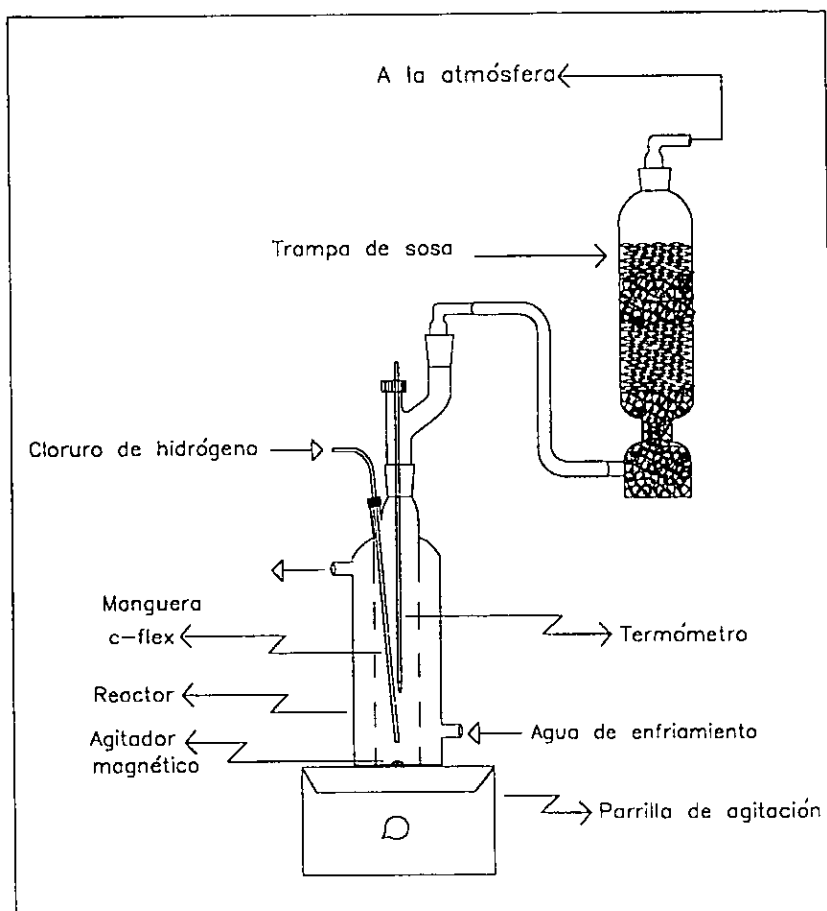 A la atmósfera
Trampa de sosa
Cloruro de hidrógeno
Manguera
c-flex
Termómetro
Reactor
Agua de enfriamiento
Agitador
magnético
Parrilla de agitación